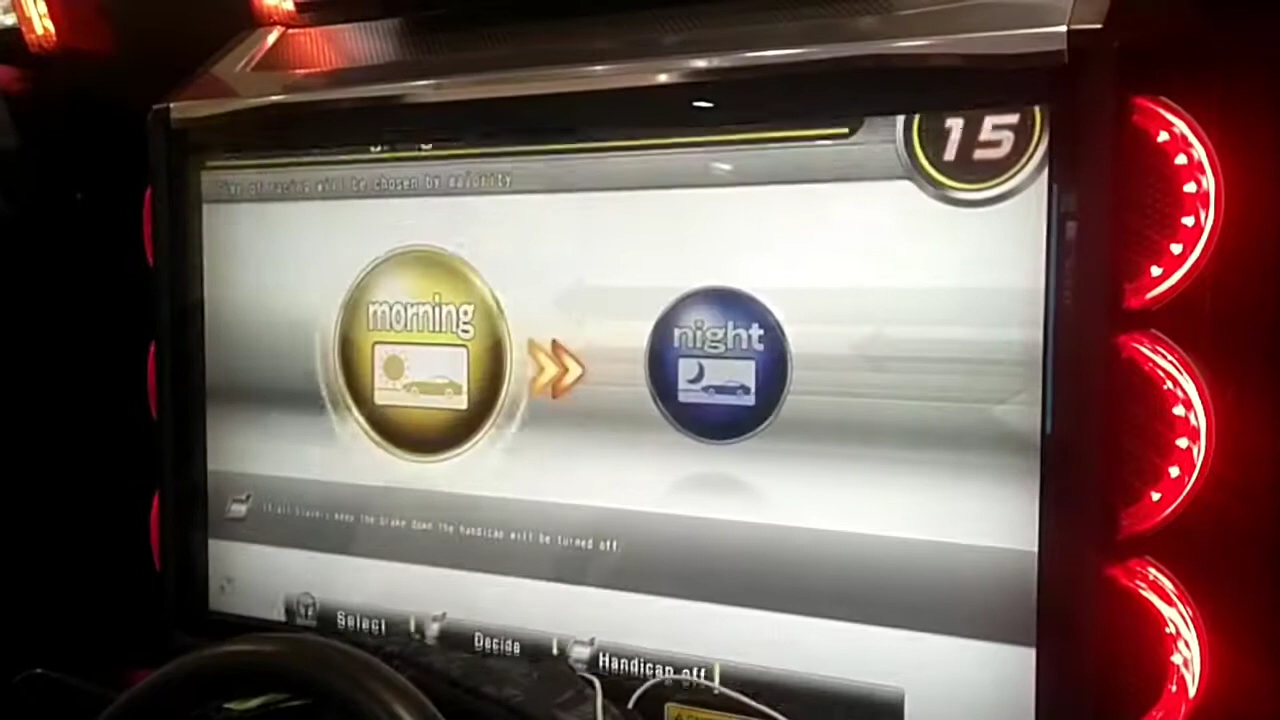 15
of racing will be chosen by majority
morning
night
If all players keep the brake down the handicap will be turned off.
Select
Decide
Handicap off